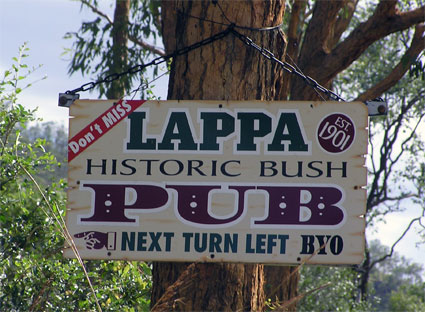 Don't MISS
LAPPA
EST.
1901
HISTORIC BUSH
PUB
NEXT TURN LEFT BYO